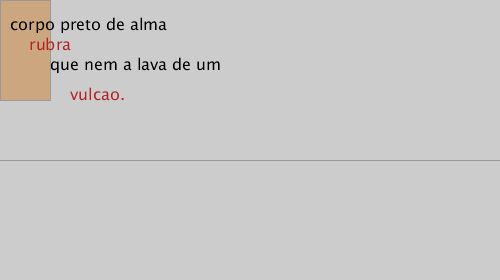 corpo preto de alma
rubra
que nem a lava de um
vulcao.